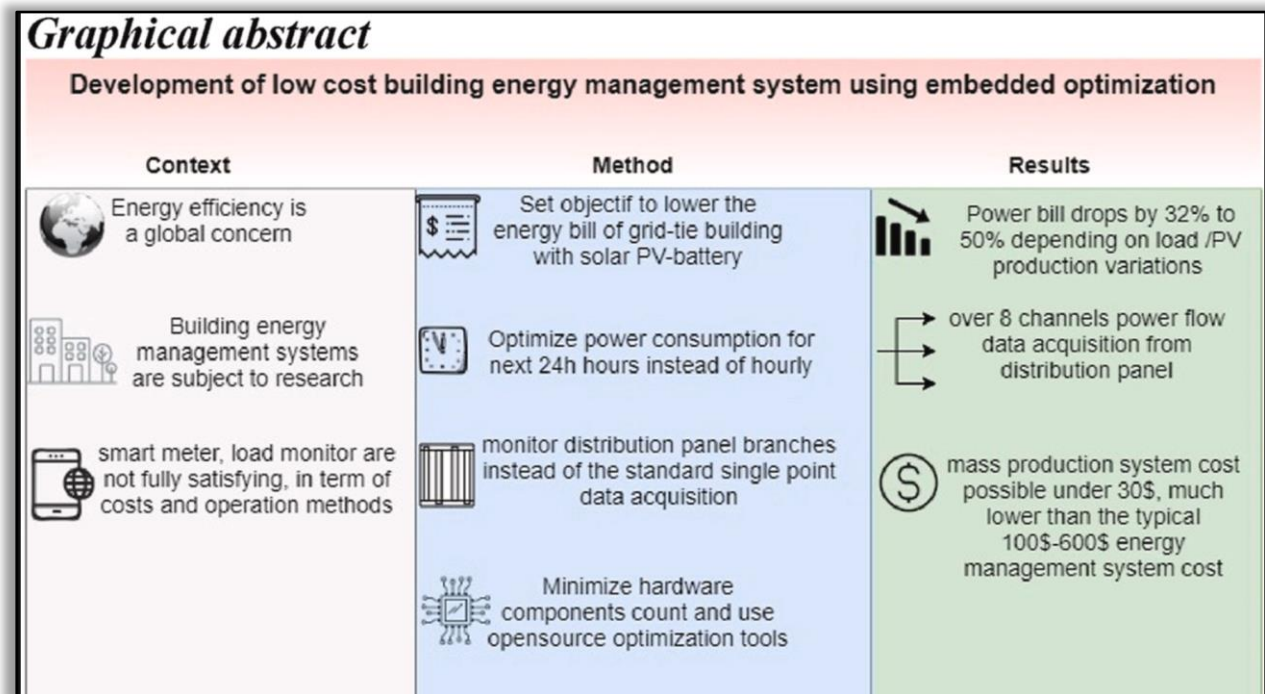 Graphical abstract
Development of low cost building energy management system using embedded optimization
Context
Energy efficiency is
a global concern
Building energy
management systems
are subject to research
smart meter, load monitor are
not fully satisfying, in term of
costs and operation methods
Method
$
Set objectif to lower the
energy bill of grid-tie building
with solar PV-battery
Optimize power consumption for
next 24h hours instead of hourly
monitor distribution panel branches
instead of the standard single point
data acquisition
Minimize hardware
components count and use
opensource optimization tools
Results
Power bill drops by 32% to
50% depending on load /PV
production variations
over 8 channels power flow
data acquisition from
distribution panel
$
mass production system cost
possible under 30$, much
lower than the typical
100$-600$ energy
management system cost